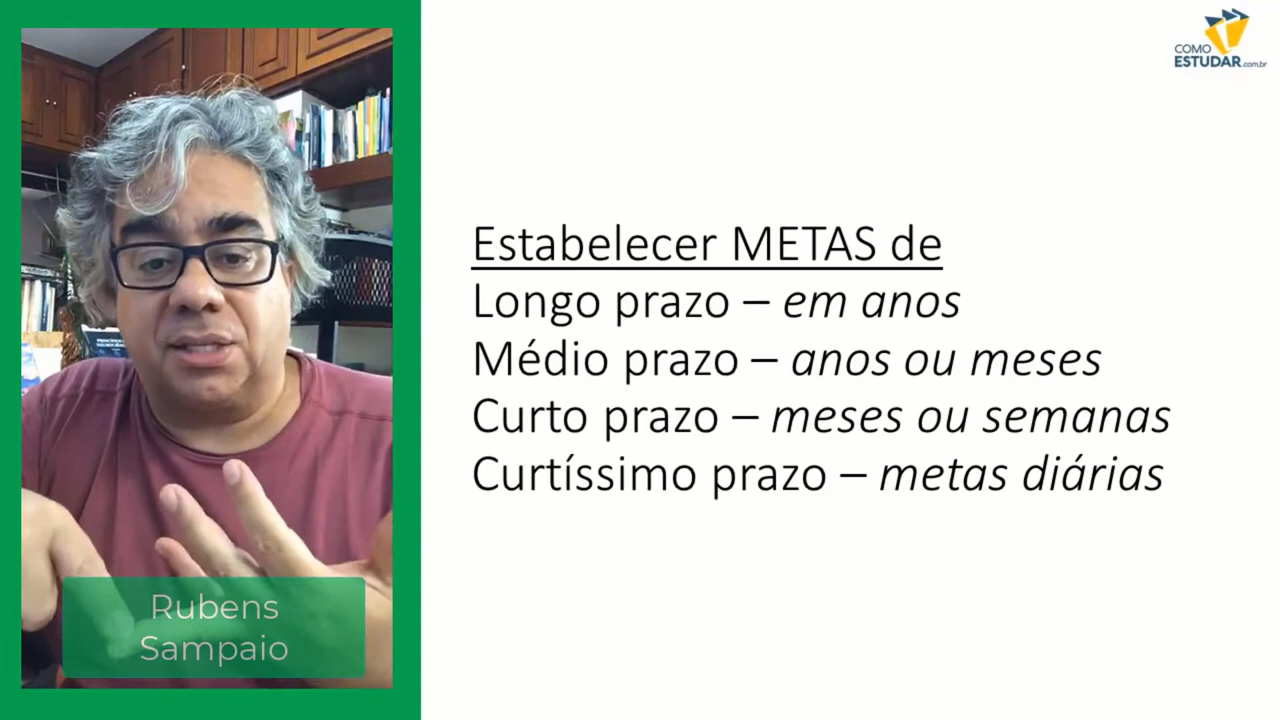 COMO
ESTUDAR.com.br
Estabelecer METAS de
Longo prazo – em anos
Médio prazo – anos ou meses
Curto prazo – meses ou semanas
Curtíssimo prazo – metas diárias
Rubens
Sampaio